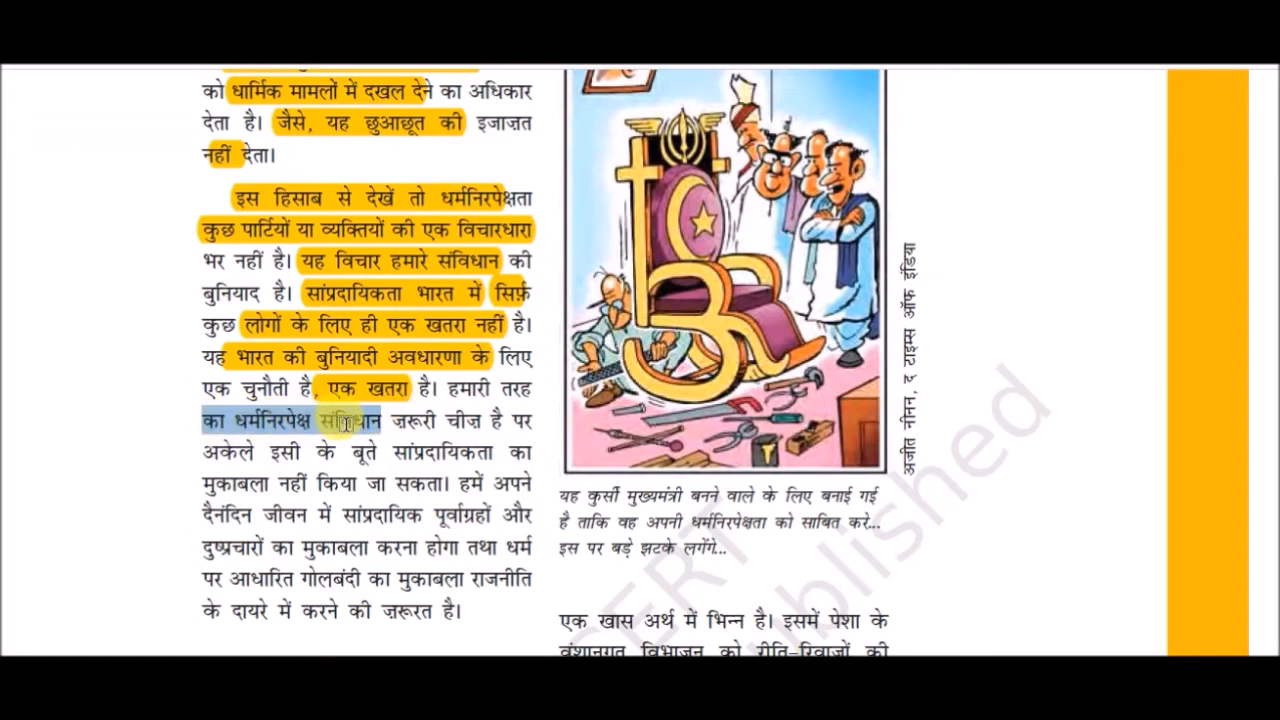 को धार्मिक मामलों में दखल देने का अधिकार
देता है। जैसे, यह छुआछूत की इजाज़त
नहीं देता।
इस हिसाब से देखें तो धर्मनिरपेक्षता
कुछ पार्टियों या व्यक्तियों की एक विचारधारा
भर नहीं है। यह विचार हमारे संविधान की
बुनियाद है। सांप्रदायिकता भारत में सिर्फ़
कुछ लोगों के लिए ही एक खतरा नहीं है।
यह भारत की बुनियादी अवधारणा के लिए
एक चुनौती है, एक खतरा है। हमारी तरह
का धर्मनिरपेक्ष संविधान ज़रूरी चीज़ है पर
अकेले इसी के बूते सांप्रदायिकता का
मुकाबला नहीं किया जा सकता। हमें अपने
दैनंदिन जीवन में सांप्रदायिक पूर्वाग्रहों और
दुष्प्रचारों का मुकाबला करना होगा तथा धर्म
पर आधारित गोलबंदी का मुकाबला राजनीति
के दायरे में करने की ज़रूरत है।
अजीत नैनन, द टाइम्स ऑफ इंडिया
यह कुर्सी मुख्यमंत्री बनने वाले के लिए बनाई गई
है ताकि वह अपनी धर्मनिरपेक्षता को साबित करे...
इस पर बड़े झटके लगेंगे...
एक खास अर्थ में भिन्न है। इसमें पेशा के
वंशानुगत विभाजन को रीति-रिवाजों की